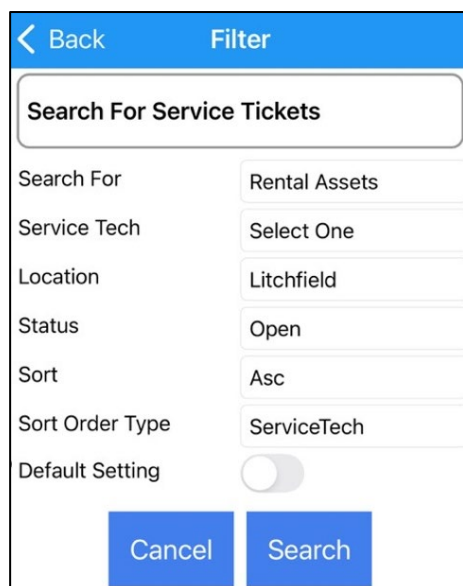 Back Filter
Search For Service Tickets
Search For Rental Assets
Service Tech Select One
Location Litchfield
Status Open
Sort Asc
Sort Order Type ServiceTech
Default Setting
Cancel Search